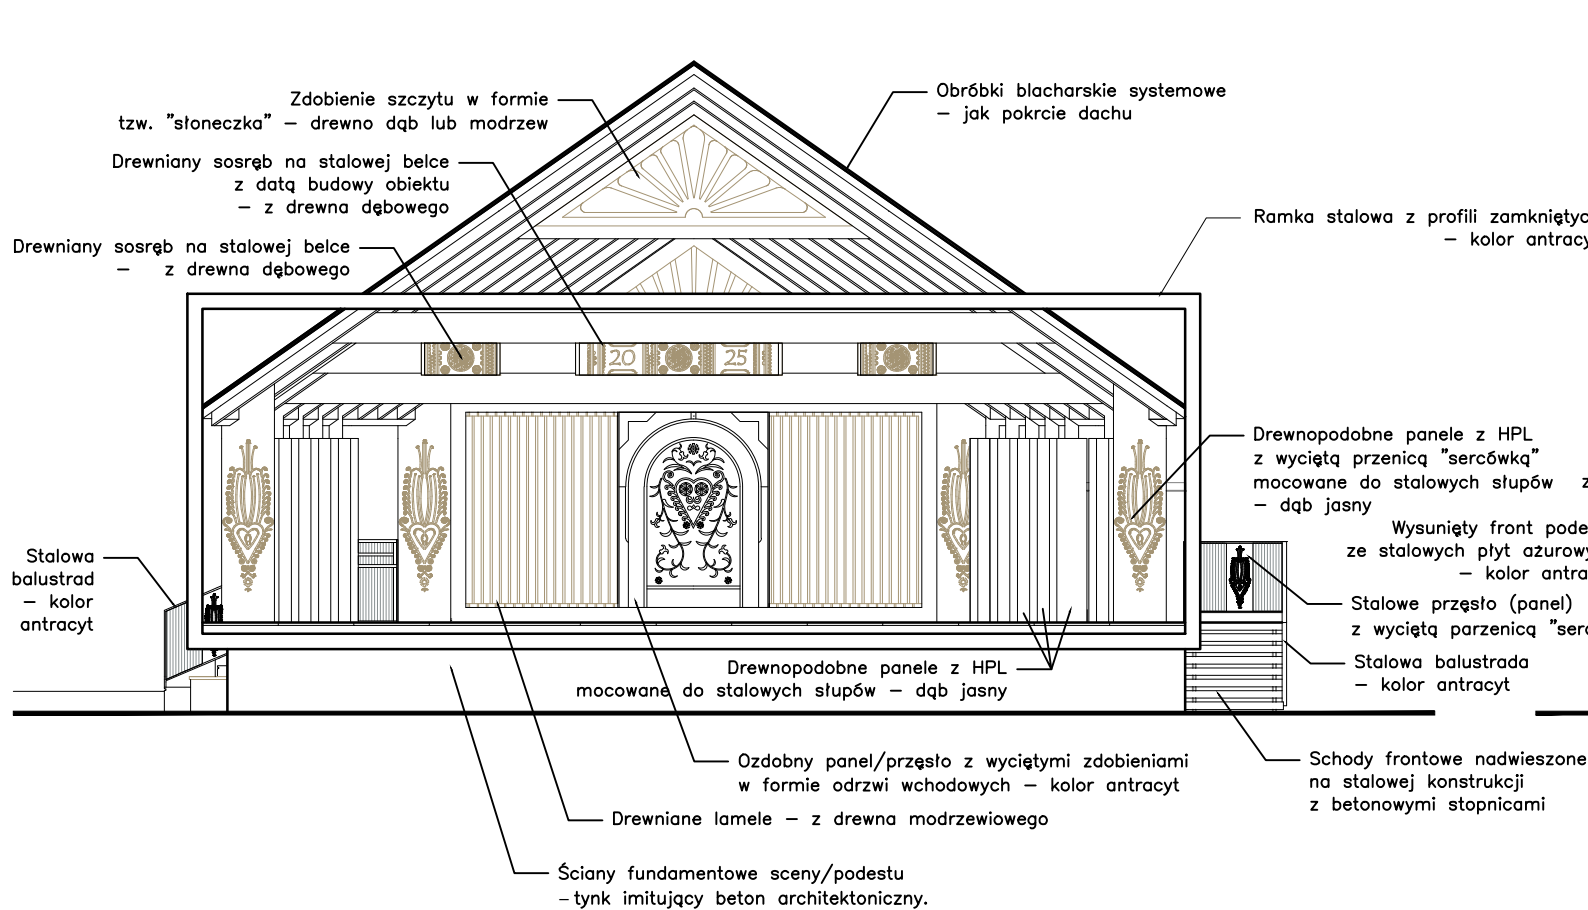 Zdobienie szczytu w formie
tzw. "słoneczka" – drewno dąb lub modrzew
Drewniany sosręb na stalowej belce
z datą budowy obiektu
– z drewna dębowego
Drewniany sosręb na stalowej belce
– z drewna dębowego
Obróbki blacharskie systemowe
– jak pokrcie dachu
Ramka stalowa z profili zamkniętyc
– kolor antracy
20 25
Drewnopodobne panele z HPL
z wyciętą przenicą "sercówką"
mocowane do stalowych słupów z
– dąb jasny
Wysunięty front pode
ze stalowych płyt ażurowy
– kolor antra
Stalowe przęsło (panel)
z wyciętą parzenicą "serc
Stalowa balustrada
– kolor antracyt
Stalowa
balustrad
– kolor
antracyt
Drewnopodobne panele z HPL
mocowane do stalowych słupów – dąb jasny
Ozdobny panel/przęsło z wyciętymi zdobieniami
w formie odrzwi wchodowych – kolor antracyt
Drewniane lamele – z drewna modrzewiowego
Ściany fundamentowe sceny/podestu
– tynk imitujący beton architektoniczny.
Schody frontowe nadwieszone
na stalowej konstrukcji
z betonowymi stopnicami